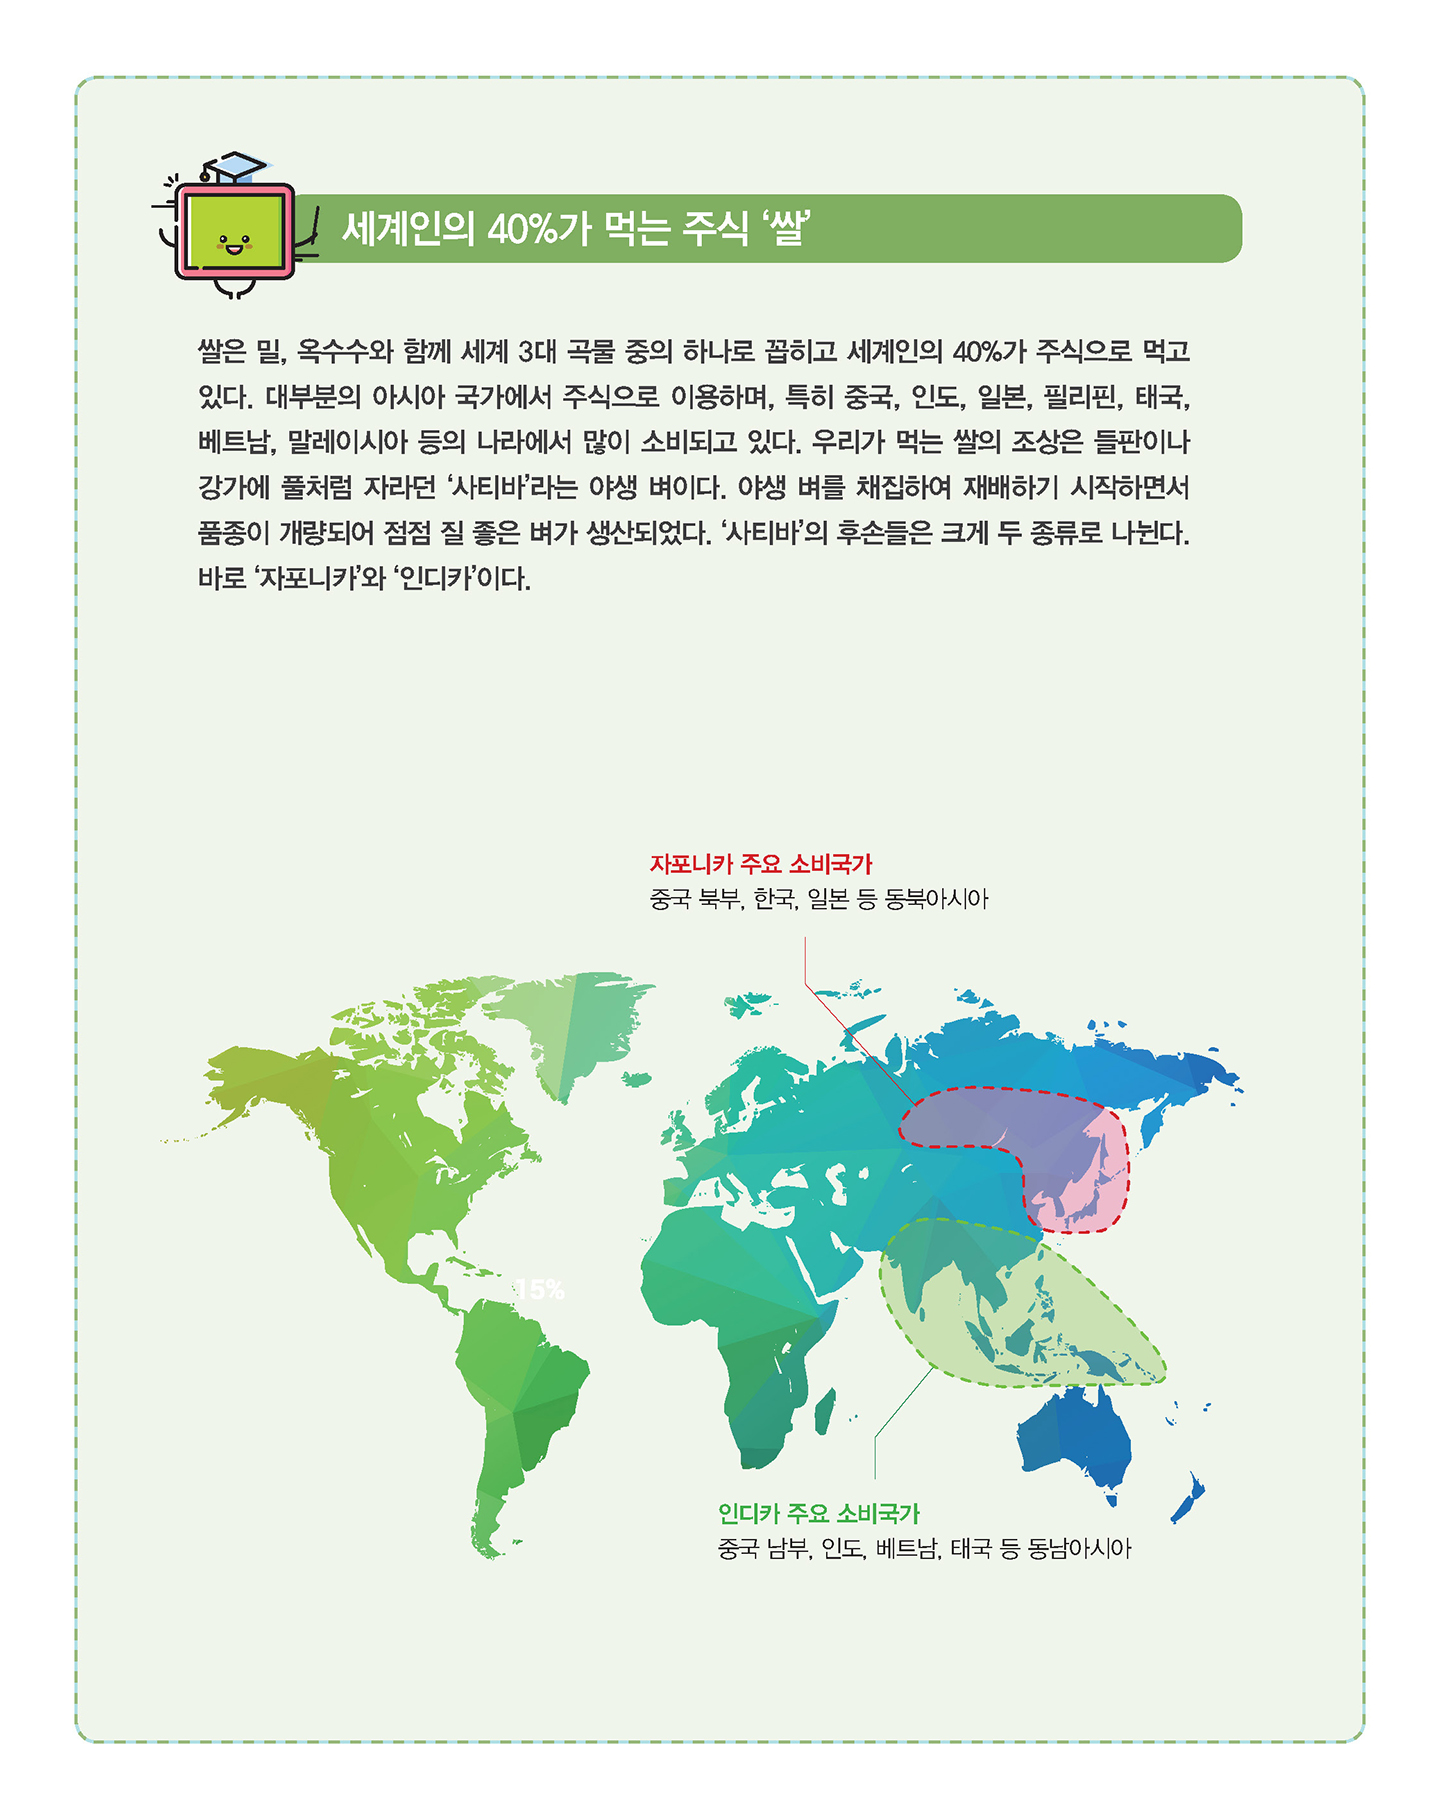 세계인의 40%가 먹는 주식 ‘쌀’
쌀은 밀, 옥수수와 함께 세계 3대 곡물 중의 하나로 꼽히고 세계인의 40%가 주식으로 먹고
있다. 대부분의 아시아 국가에서 주식으로 이용하며, 특히 중국, 인도, 일본, 필리핀, 태국,
베트남, 말레이시아 등의 나라에서 많이 소비되고 있다. 우리가 먹는 쌀의 조상은 들판이나
강가에 풀처럼 자라던 ‘사티바’라는 야생 벼이다. 야생 벼를 채집하여 재배하기 시작하면서
품종이 개량되어 점점 질 좋은 벼가 생산되었다. ‘사티바’의 후손들은 크게 두 종류로 나뉜다.
바로 ‘자포니카’와 ‘인디카’이다.
자포니카 주요 소비국가
중국 북부, 한국, 일본 등 동북아시아
15%
인디카 주요 소비국가
중국 남부, 인도, 베트남, 태국 등 동남아시아